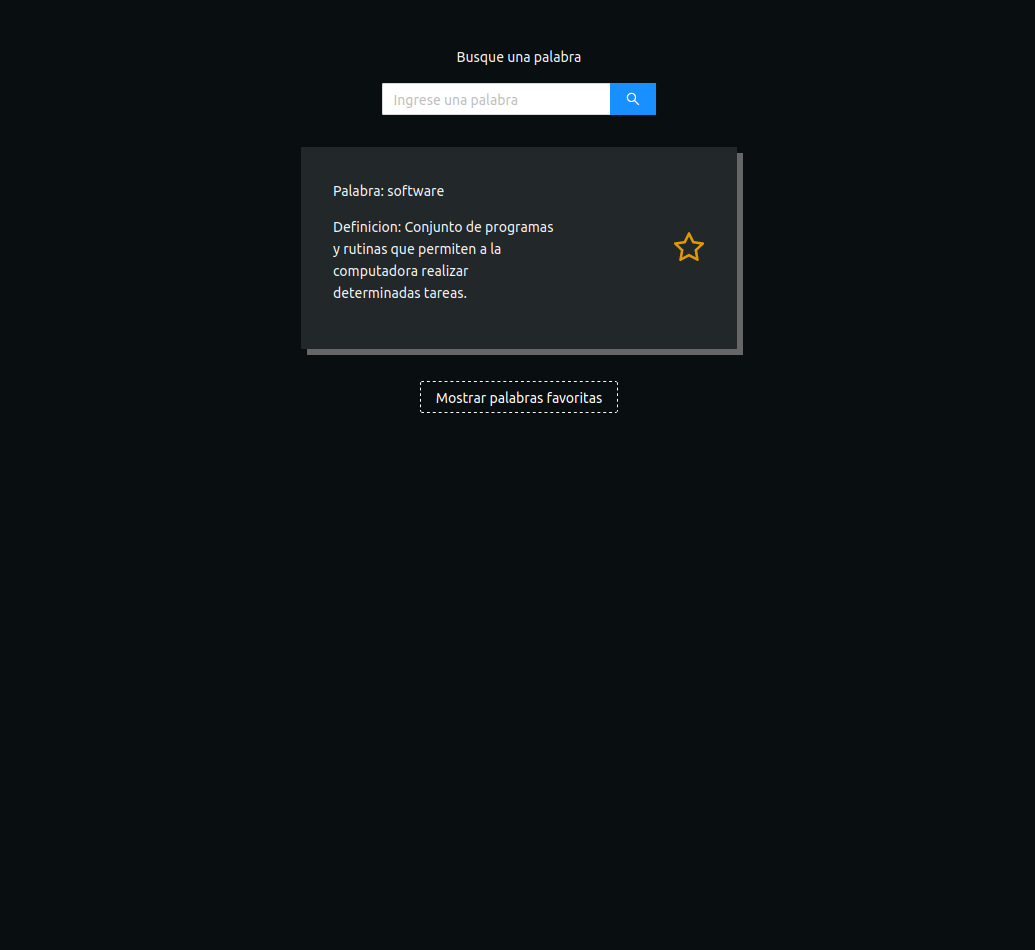 Busque una palabra
Ingrese una palabra
Palabra: software
Definicion: Conjunto de programas
y rutinas que permiten a la
computadora realizar
determinadas tareas.
Mostrar palabras favoritas